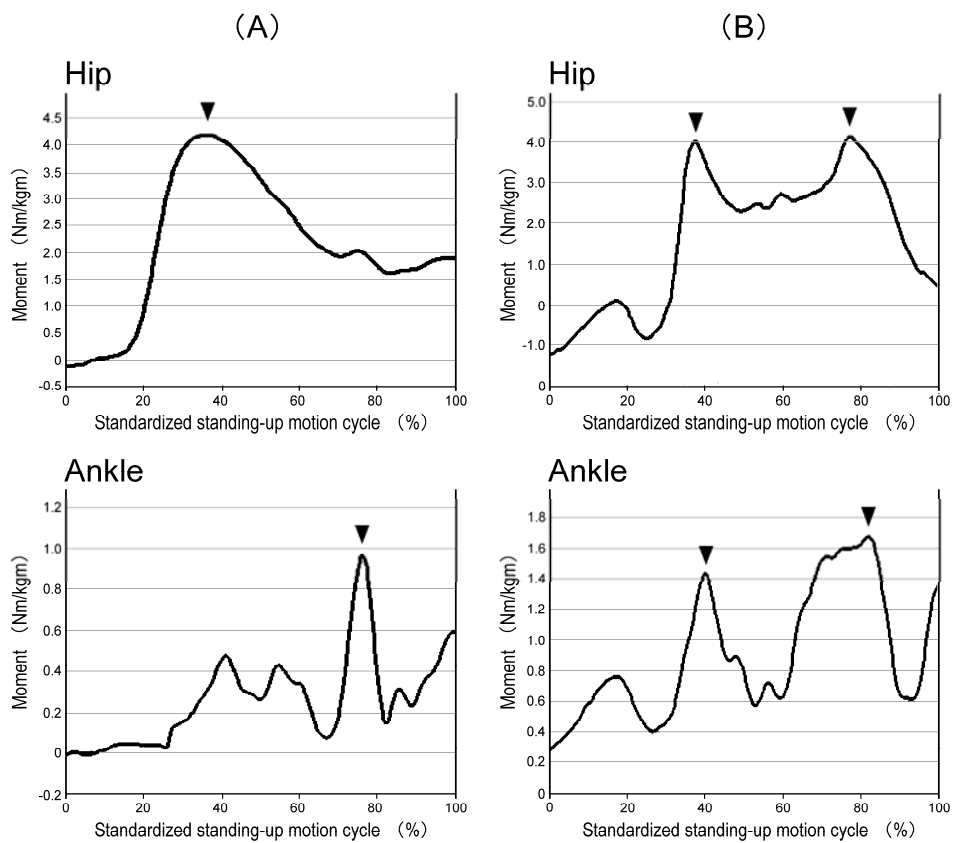 （A）
（B）
Hip
4.5
4.0
3.5
3.0
2.5
2.0
1.5
1.0
0.5
0
-0.5
Moment （Nm/kgm）
0 20 40 60 80 100
Standardized standing-up motion cycle （%）
Hip
5.0
4.0
3.0
2.0
1.0
0
-1.0
0
Moment （Nm/kgm）
0 20 40 60 80 100
Standardized standing-up motion cycle （%）
Ankle
1.2
1.0
0.8
0.6
0.4
0.2
0
-0.2
Moment （Nm/kgm）
0 20 40 60 80 100
Standardized standing-up motion cycle （%）
Ankle
1.8
1.6
1.4
1.2
1.0
0.8
0.6
0.4
0.2
0
Moment （Nm/kgm）
0 20 40 60 80 100
Standardized standing-up motion cycle （%）